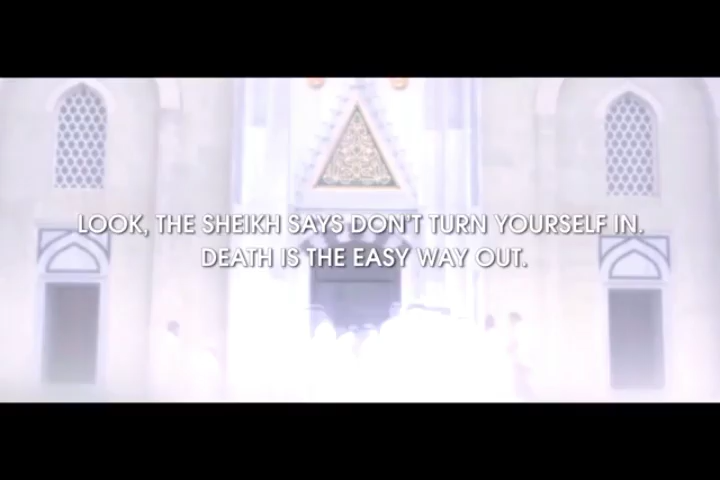 LOOK, THE SHEIKH SAYS DON'T TURN YOURSELF IN.
DEATH IS THE EASY WAY OUT.